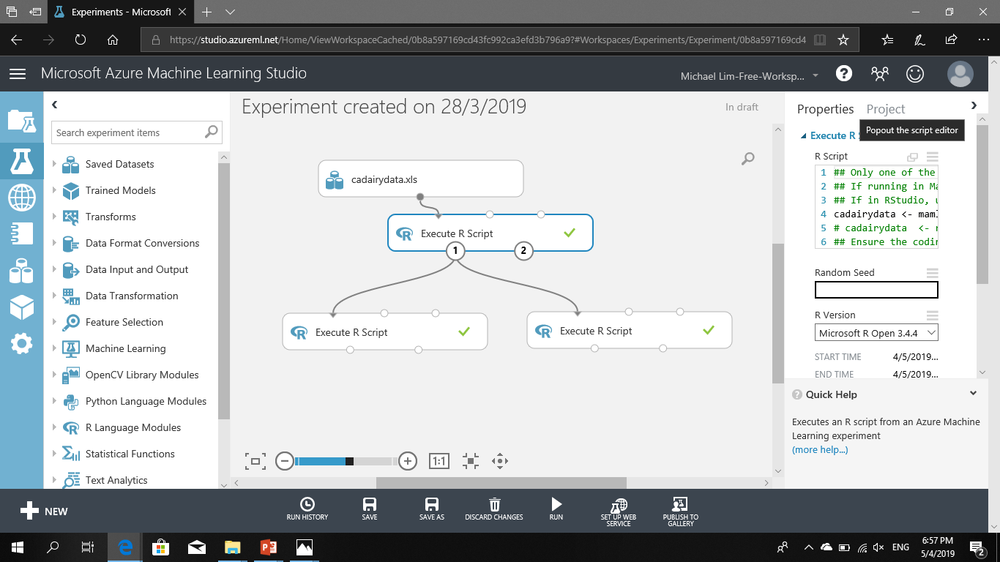 Experiments - Microsoft
https://studio.azureml.net/Home/ViewWorkspaceCached/0b8a597169cd43fc992ca3efd3b796a9?#Workspaces/Experiments/Experiment/0b8a597169cd4
Microsoft Azure Machine Learning Studio
Michael Lim-Free-Worksp...
Search experiment items
Saved Datasets
Trained Models
Transforms
Data Format Conversions
Data Input and Output
Data Transformation
Feature Selection
Machine Learning
OpenCV Library Modules
Python Language Modules
R Language Modules
Statistical Functions
Text Analytics
Experiment created on 28/3/2019
In draft
cadairydata.xls
Execute R Script
1 2
Execute R Script
Execute R Script
1:1
Properties Project
Popout the script editor
Execute R
R Script
1 ## Only one of the
2 ## If running in Ma
3 ## If in RStudio, u
4 cadairydata <- maml
5 # cadairydata <- r
6 ## Ensure the codin
Random Seed
R Version
Microsoft R Open 3.4.4
START TIME 4/5/2019...
END TIME 4/5/2019...
Quick Help
Executes an R script from an Azure Machine
Learning experiment
(more help...)
NEW
RUN HISTORY
SAVE
SAVE AS
DISCARD CHANGES
RUN
SET UP WEB
SERVICE
PUBLISH TO
GALLERY
ENG
6:57 PM
5/4/2019
2